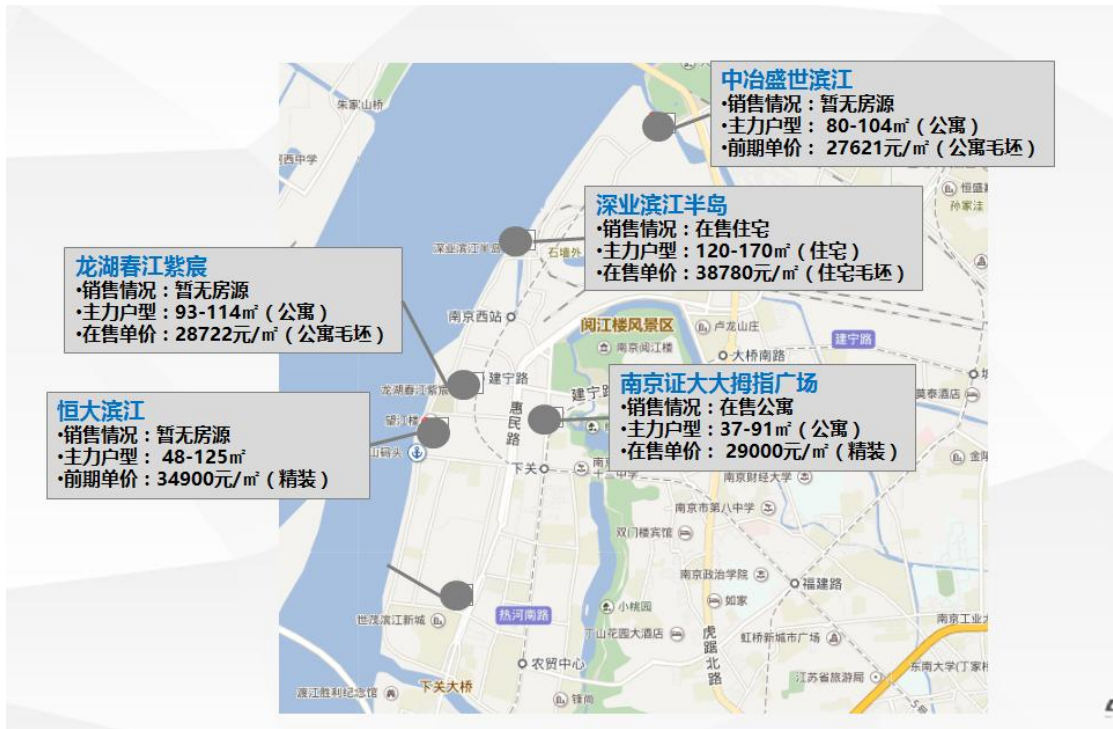 中冶盛世滨江
•销售情况：暂无房源
•主力户型： 80-104㎡（公寓）
•前期单价： 27621元/㎡（公寓毛坯）
深业滨江半岛
•销售情况：在售住宅
•主力户型：120-170㎡（住宅）
•在售单价：38780元/㎡（住宅毛坯）
龙湖春江紫宸
•销售情况：暂无房源
•主力户型：93-114㎡（公寓）
•在售单价：28722元/㎡（公寓毛坯）
南京证大大拇指广场
•销售情况：在售公寓
•主力户型：37-91㎡（公寓）
•在售单价： 29000元/㎡（精装）
恒大滨江
•销售情况：暂无房源
•主力户型： 48-125㎡
•前期单价：34900元/㎡（精装）
朱家山桥
河西中学
恒盛嘉
孙家洼
深业滨江半岛
石墙外
南京西站
阅江楼风景区
卢龙山庄
南京阅江楼
建宁路
大桥南路
建宁路
龙湖春江紫宸
建宁路
莫泰酒店
望江楼
惠民路
山码头
下关
十二中学
南京财经大学
金陵
南京市第八中学
双门楼宾馆
南京政治学院
福建路
小桃园
如家
世茂滨江新城
热河南路
丁山花园大酒店
虎踞北路
虹桥新城市广场
南京工业大
农贸中心
江苏省旅游局
东南大学(丁家桥
渡江胜利纪念馆
下关大桥
锋尚
5号